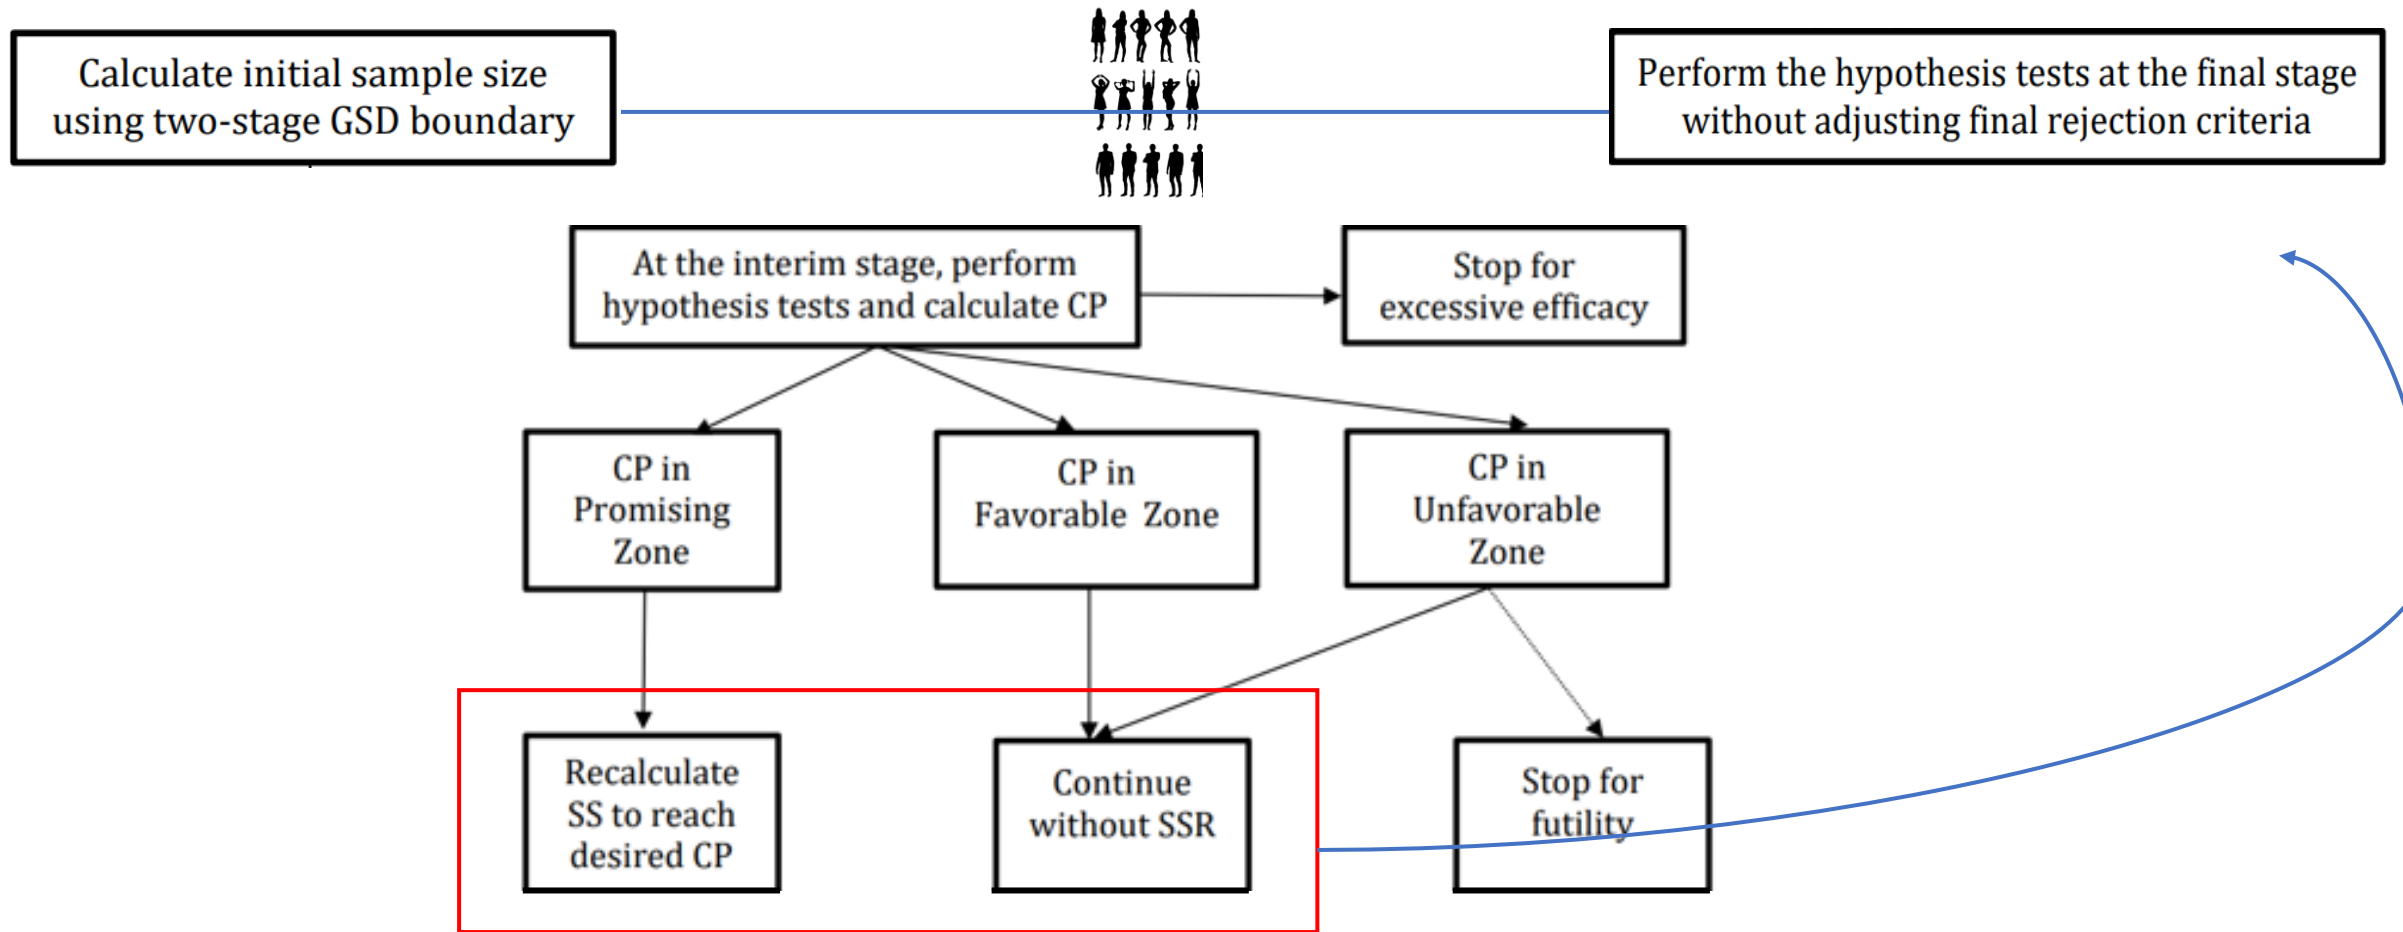 Calculate initial sample size
using two-stage GSD boundary
Perform the hypothesis tests at the final stage
without adjusting final rejection criteria
At the interim stage, perform
hypothesis tests and calculate CP
Stop for
excessive efficacy
CP in
Promising
Zone
CP in
Favorable Zone
CP in
Unfavorable
Zone
Recalculate
SS to reach
desired CP
Continue
without SSR
Stop for
futility